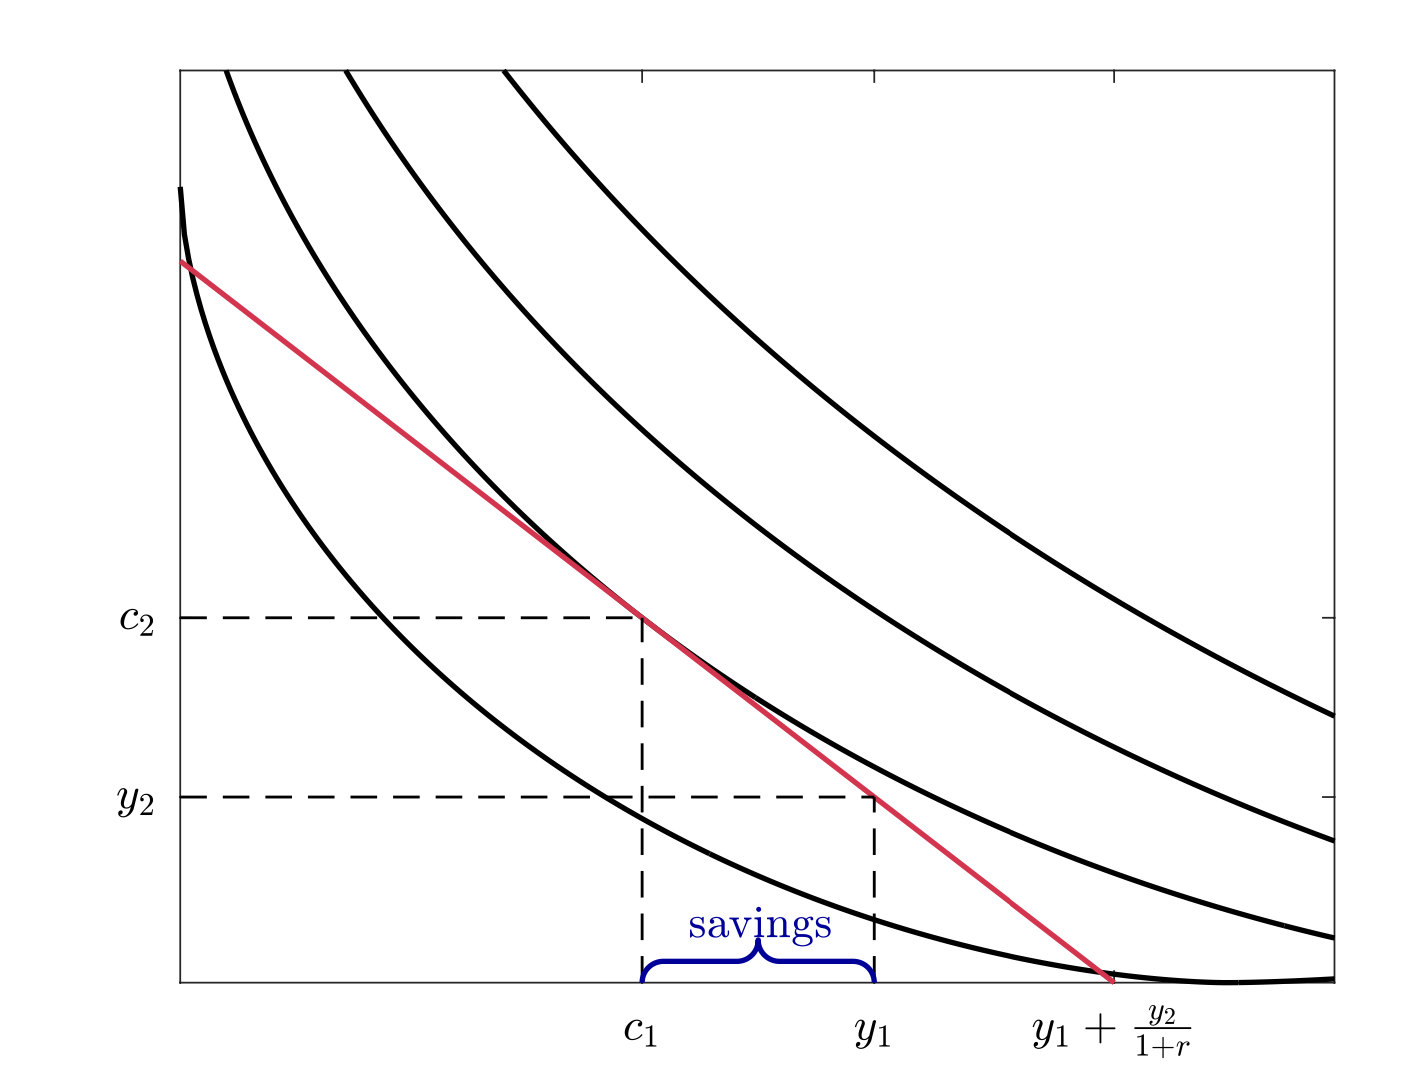 c₂
y₂
savings
c₁
y₁
y₁ + y₂/(1+r)